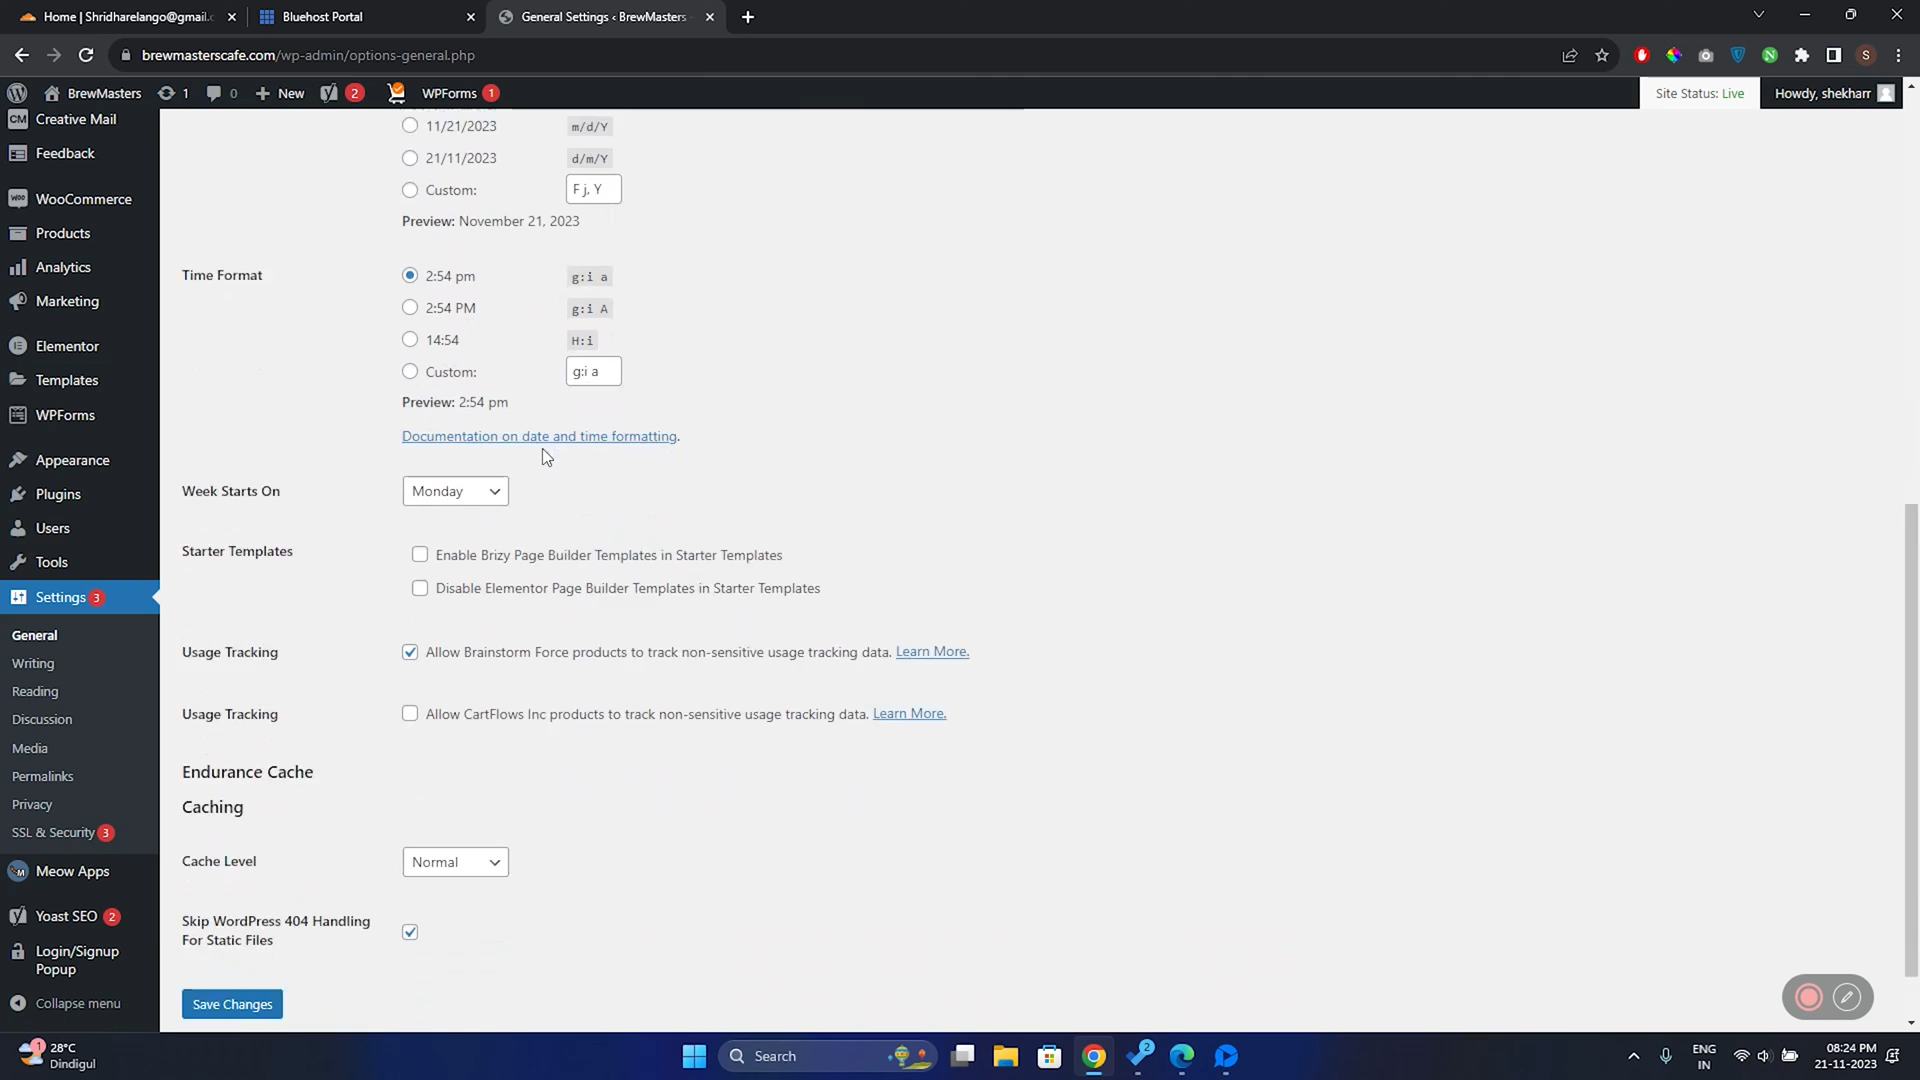 Home | Shridharelango@gmail.c
Bluehost Portal
General Settings ‹ BrewMasters
brewmasterscafe.com/wp-admin/options-general.php
S
BrewMasters
1
0
New
2
WPForms 1
Site Status: Live
Howdy, shekharr
CM Creative Mail
Feedback
WooCommerce
Products
Analytics
Marketing
Elementor
Templates
WPForms
Appearance
Plugins
Users
Tools
Settings 3
General
Writing
Reading
Discussion
Media
Permalinks
Privacy
SSL & Security 3
Meow Apps
Yoast SEO 2
Login/Signup
Popup
Collapse menu
11/21/2023 m/d/Y
21/11/2023 d/m/Y
Custom: F j, Y
Preview: November 21, 2023
Time Format
2:54 pm g:i a
2:54 PM g:i A
14:54 H:i
Custom: g:i a
Preview: 2:54 pm
Documentation on date and time formatting.
Week Starts On Monday
Starter Templates
Enable Brizy Page Builder Templates in Starter Templates
Disable Elementor Page Builder Templates in Starter Templates
Usage Tracking Allow Brainstorm Force products to track non-sensitive usage tracking data. Learn More.
Usage Tracking Allow CartFlows Inc products to track non-sensitive usage tracking data. Learn More.
Endurance Cache
Caching
Cache Level Normal
Skip WordPress 404 Handling
For Static Files
Save Changes
1
28°C
Dindigul
Search
2
ENG
IN
08:24 PM
21-11-2023